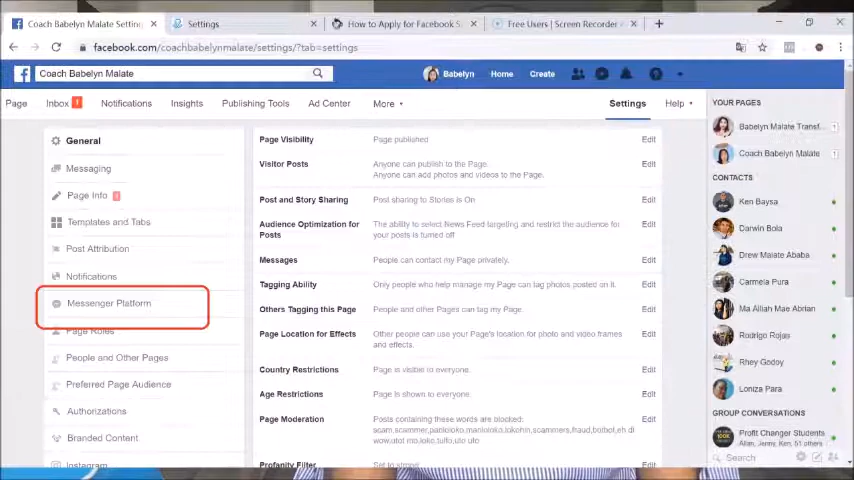 Coach Babelyn Malate Settin
Settings
How to Apply for Facebook S
Free Users | Screen Recorder
facebook.com/coachbabelynmalate/settings/?tab=settings
Coach Babelyn Malate
Babelyn
Home
Create
Page
Inbox
Notifications
Insights
Publishing Tools
Ad Center
More
Settings
Help
General
Messaging
Page Info
Templates and Tabs
Post Attribution
Notifications
Messenger Platform
Page Roles
People and Other Pages
Preferred Page Audience
Authorizations
Branded Content
Instagram
Page Visibility Page published Edit
Visitor Posts Anyone can publish to the Page. Edit
Anyone can add photos and videos to the Page.
Post and Story Sharing Post sharing to Stories is On Edit
Audience Optimization for The ability to select News Feed targeting and restrict the audience for Edit
Posts your posts is turned off
Messages People can contact my Page privately. Edit
Tagging Ability Only people who help manage my Page can tag photos posted on it. Edit
Others Tagging this Page People and other Pages can tag my Page. Edit
Page Location for Effects Other people can use your Page's location for photo and video frames Edit
and effects.
Country Restrictions Page is visible to everyone. Edit
Age Restrictions Page is shown to everyone. Edit
Page Moderation Posts containing these words are blocked: Edit
Profanity Filter Set to strong Edit
YOUR PAGES
Babelyn Malate Transf...
1
Coach Babelyn Malate
1
CONTACTS
Ken Baysa
Darwin Bola
Drew Malate Ababa
Carmela Pura
Ma Alliah Mae Abrian
Rodrigo Rojas
Rhey Godoy
Loniza Para
GROUP CONVERSATIONS
Profit Changer Students
Allen, Jenny, Ken, 51 others
Search